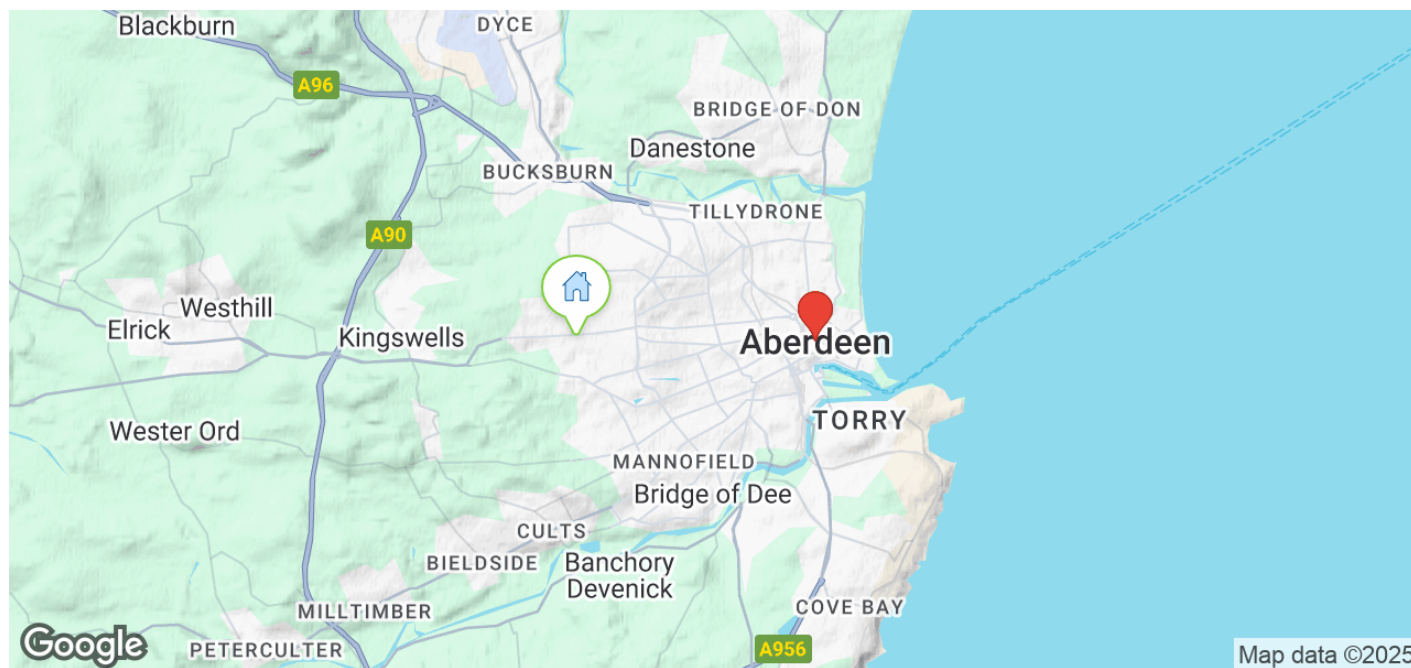 Blackburn
DYCE
A96
BRIDGE OF DON
Danestone
BUCKSBURN
TILLYDRONE
A90
Westhill
Elrick
Kingswells
Aberdeen
TORRY
Wester Ord
MANNOFIELD
Bridge of Dee
CULTS
BIELDSIDE
Banchory
Devenick
MILLTIMBER
COVE BAY
PETERCULTER
A956
Google
Map data ©2025